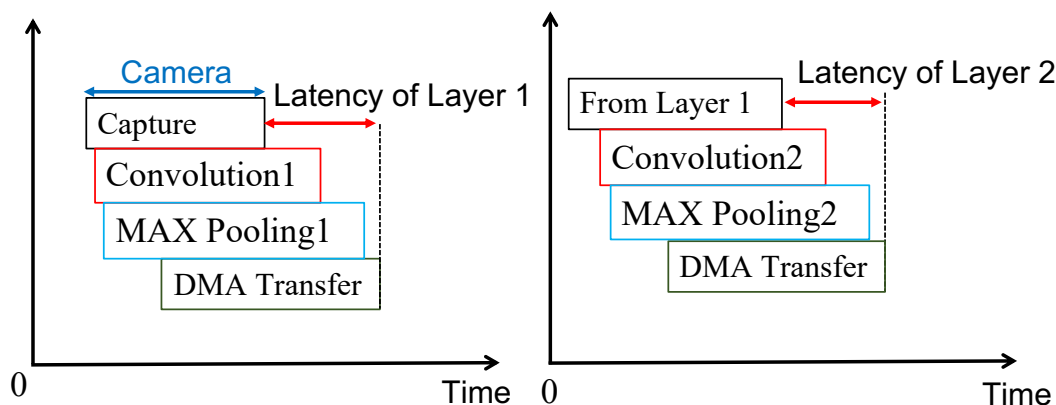 Camera
Latency of Layer 1
Capture
Convolution1
MAX Pooling1
DMA Transfer
0
Time
Latency of Layer 2
From Layer 1
Convolution2
MAX Pooling2
DMA Transfer
0
Time